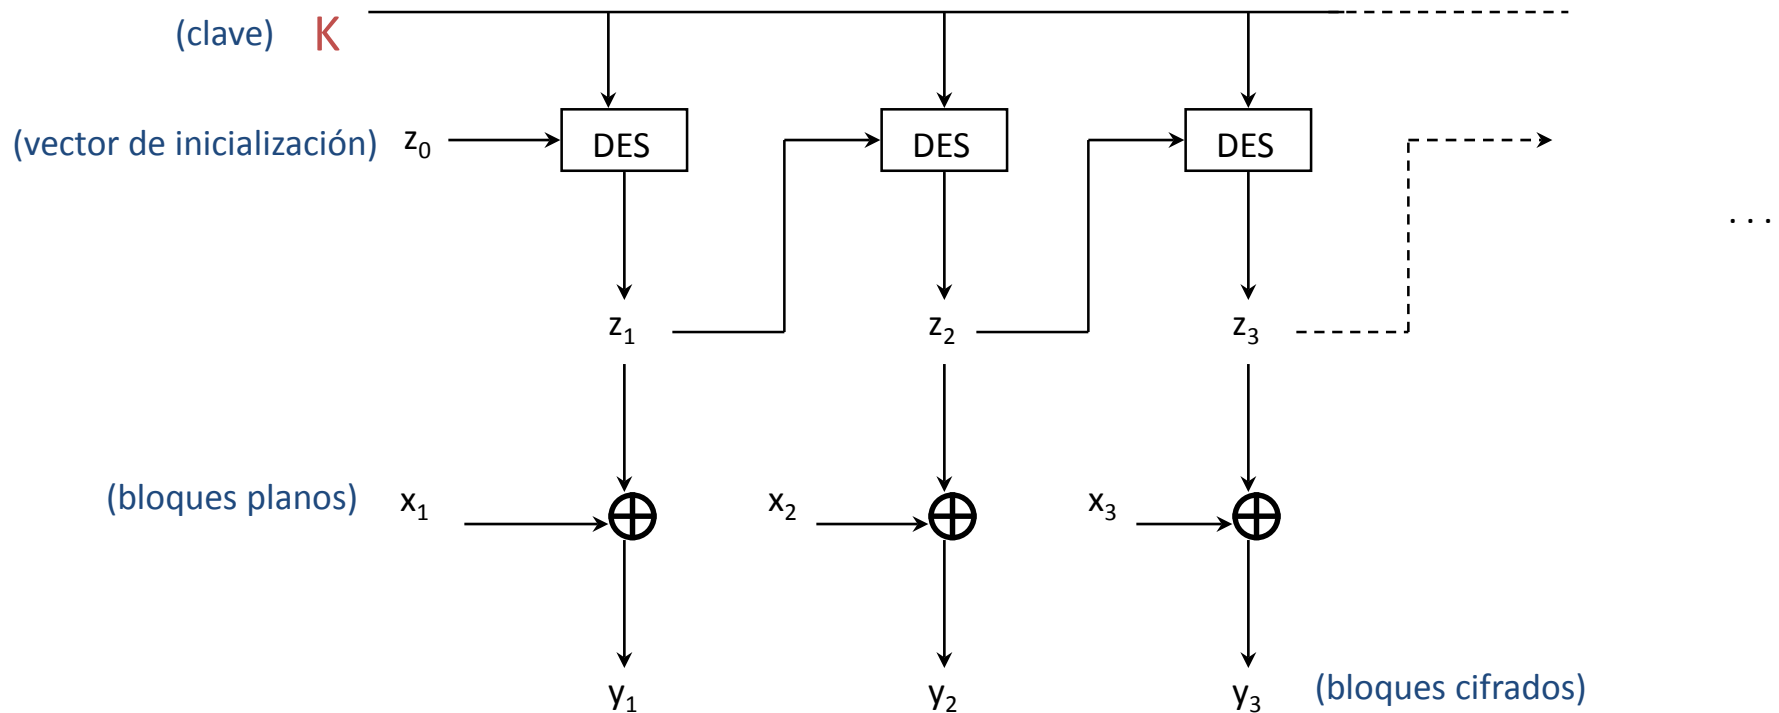 (clave) K
(vector de inicialización) z₀ DES DES DES
. . .
z₁ z₂ z₃
(bloques planos) x₁ x₂ x₃
y₁ y₂ y₃ (bloques cifrados)